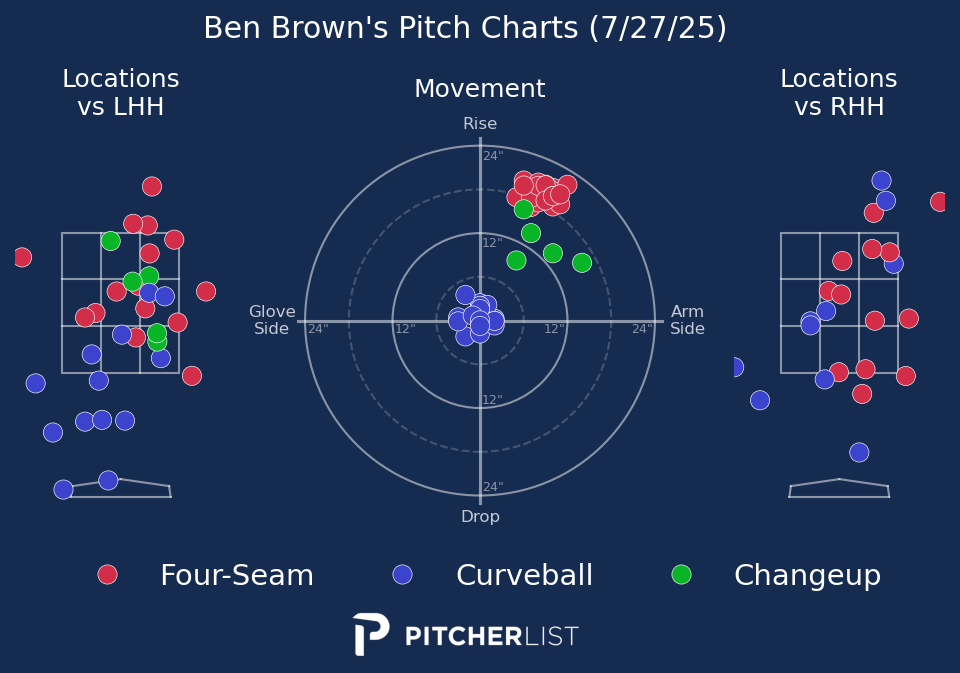 Ben Brown's Pitch Charts (7/27/25)
Locations
vs LHH
Movement
Locations
vs RHH
Rise
24"
12"
Glove
Side
24"
12"
12"
24"
Arm
Side
12"
24"
Drop
Four-Seam
Curveball
Changeup
PITCHERLIST